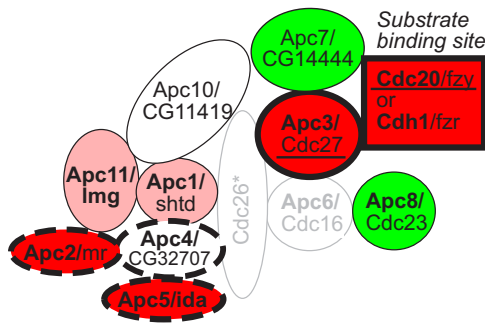 Substrate
binding site
Apc7/
CG14444
Cdc20/fzy
or
Cdh1/fzr
Apc10/
CG11419
Apc3/
Cdc27
Apc11/
lmg
Apc1/
shtd
Cdc26*
Apc6/
Cdc16
Apc8/
Cdc23
Apc2/mr
Apc4/
CG32707
Apc5/ida